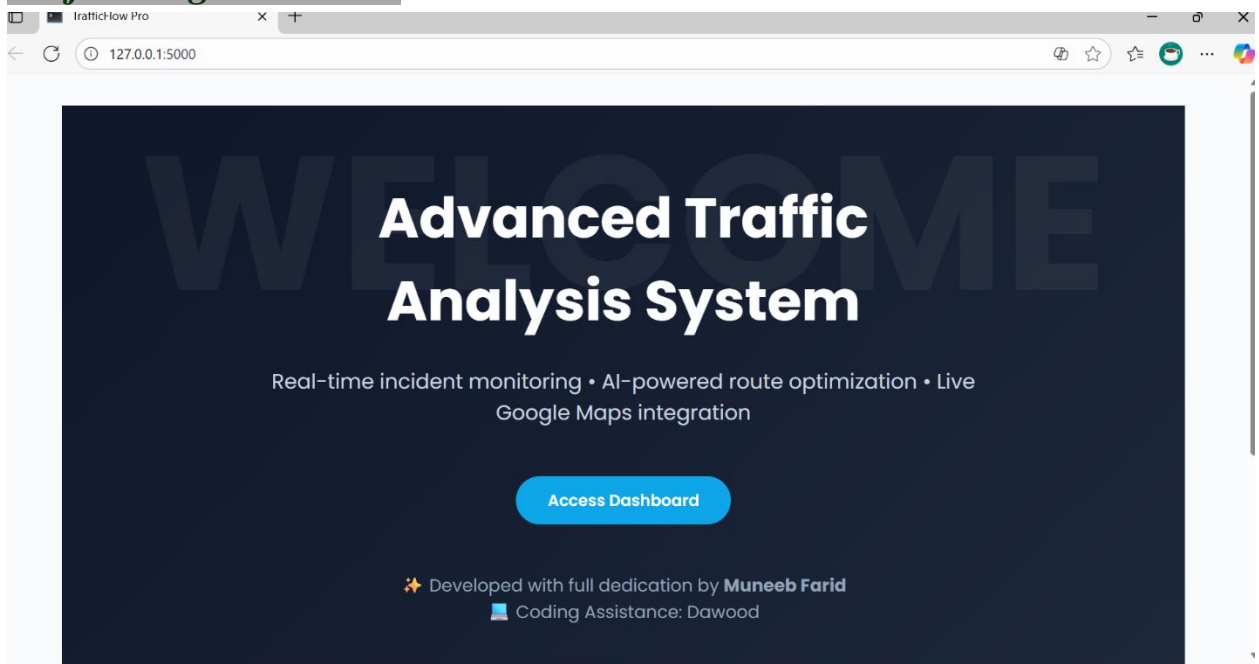 TrafficFlow Pro
127.0.0.1:5000
WELCOME
Advanced Traffic
Analysis System
Real-time incident monitoring • AI-powered route optimization • Live
Google Maps integration
Access Dashboard
✨ Developed with full dedication by Muneeb Farid
💻 Coding Assistance: Dawood